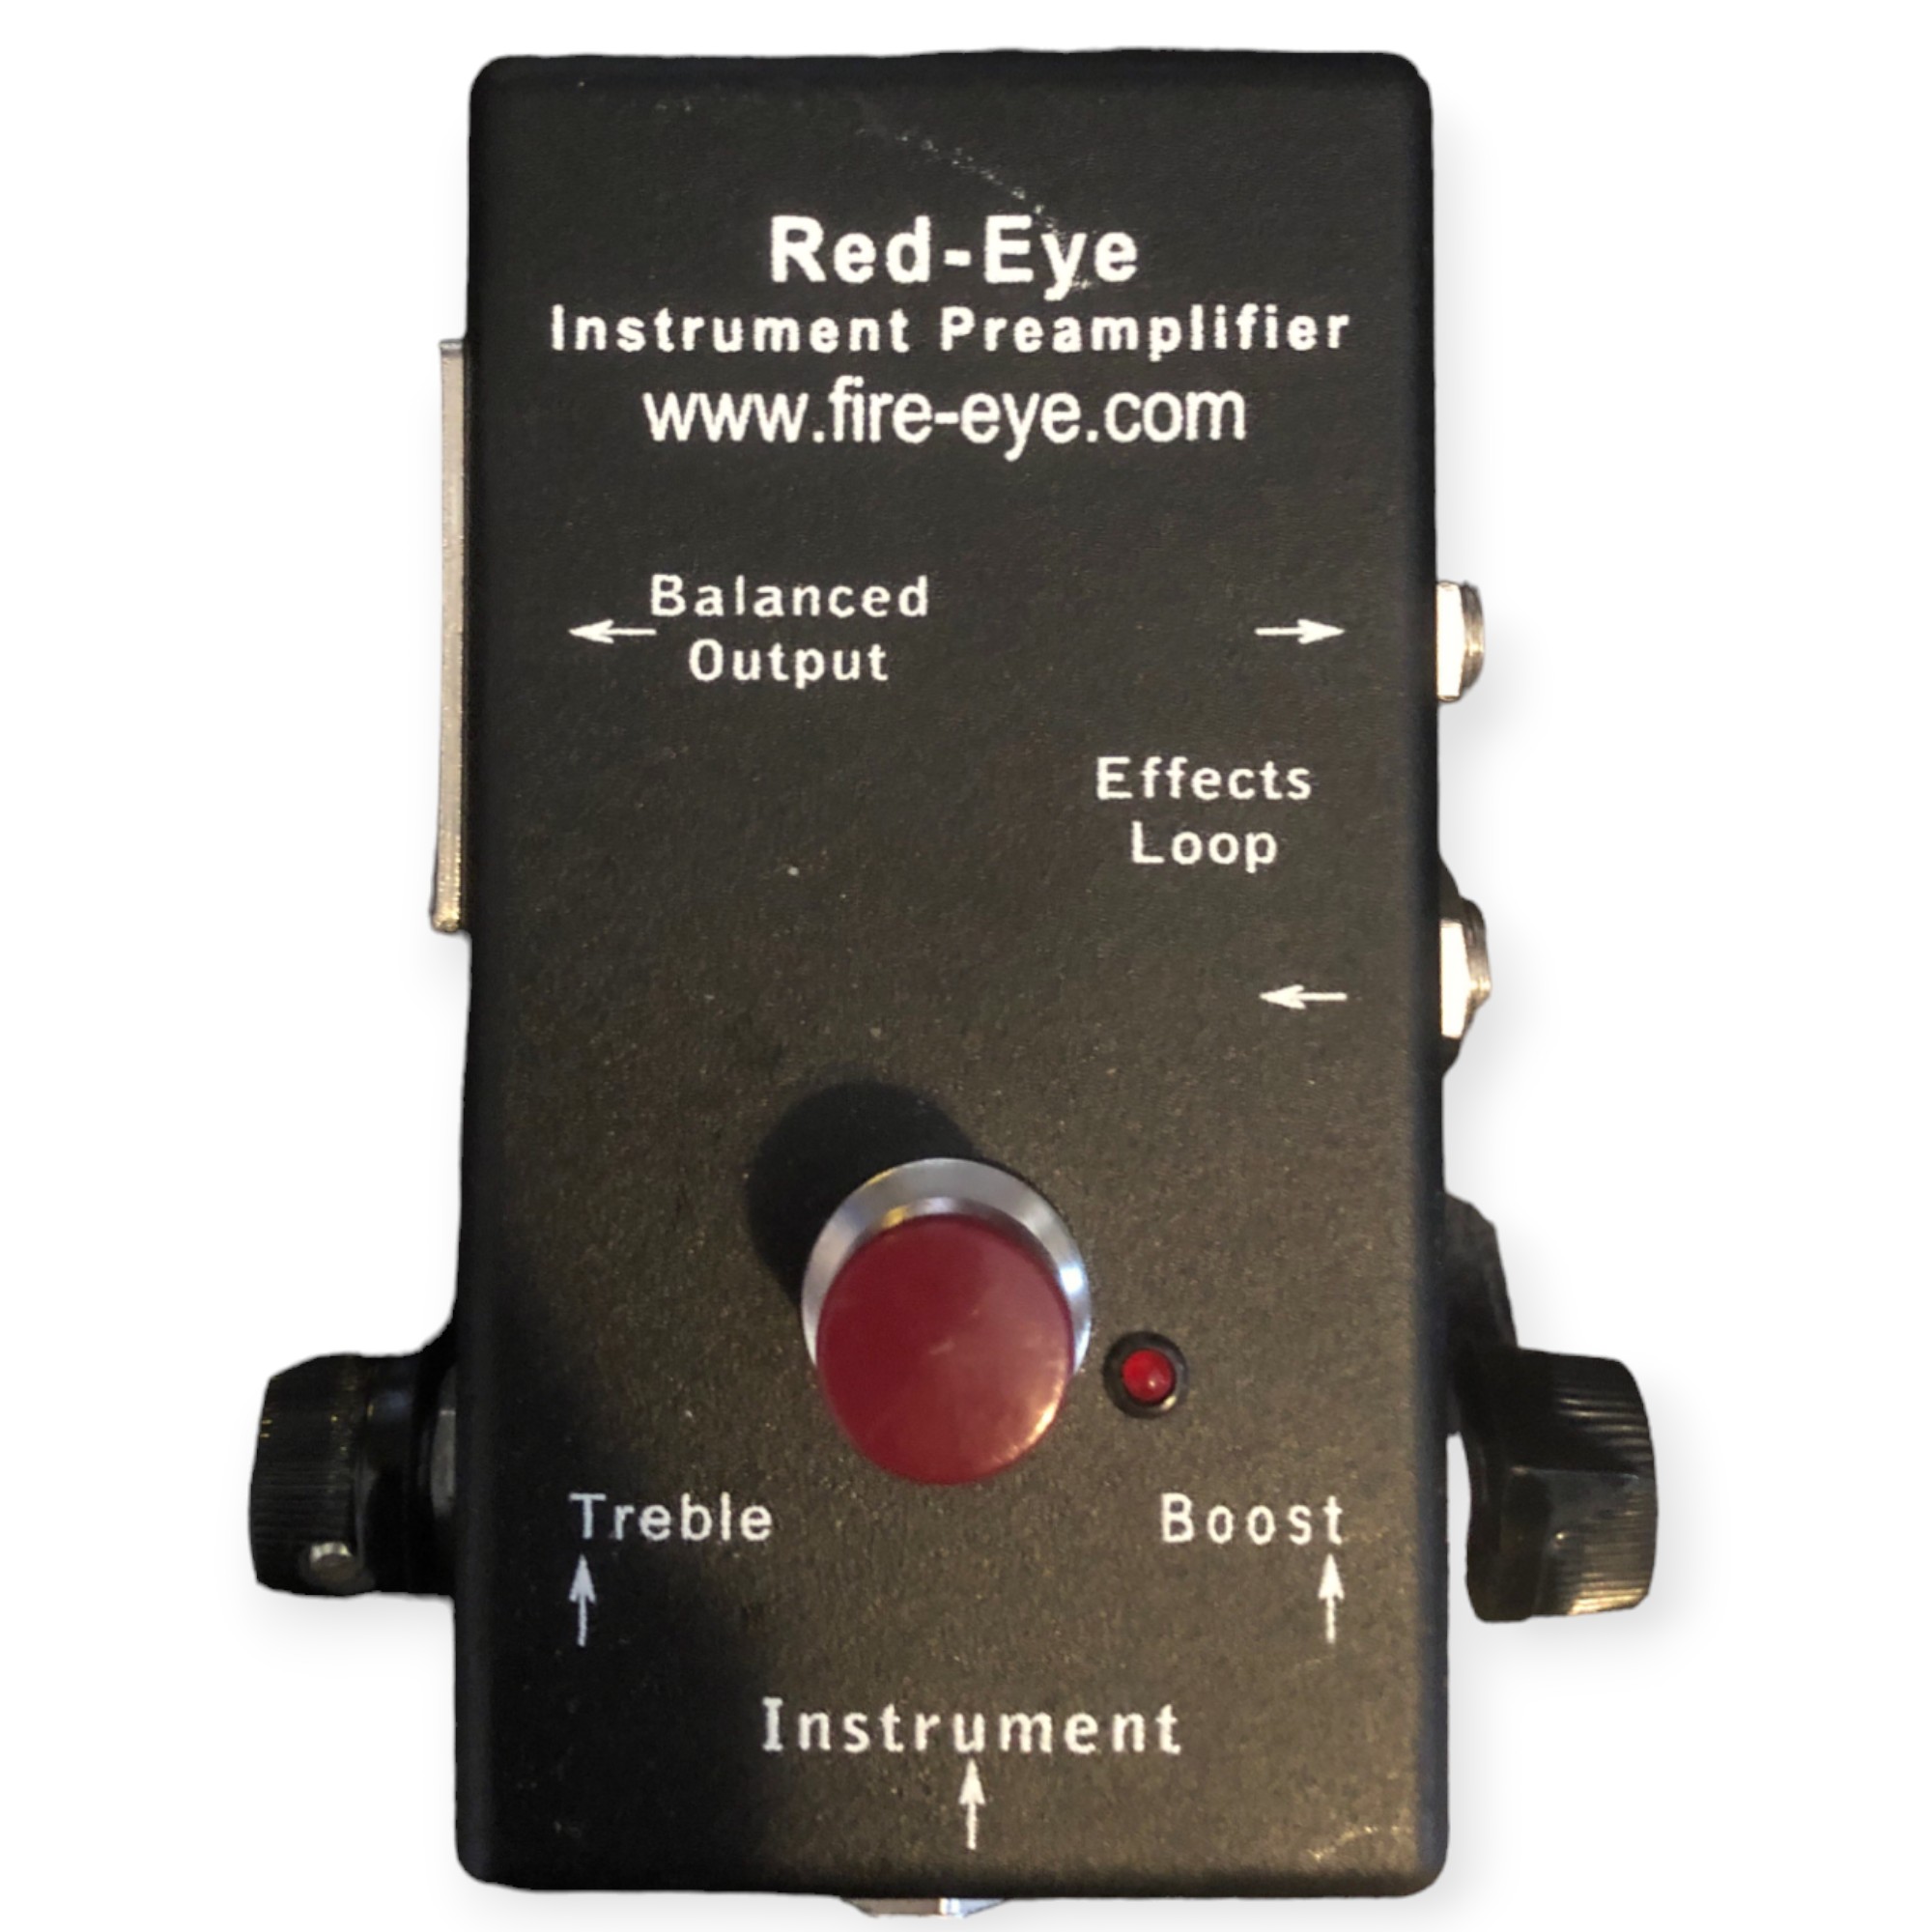 Red-Eye
Instrument Preamplifier
www.fire-eye.com
Balanced
Output
Effects
Loop
Treble
Boost
Instrument